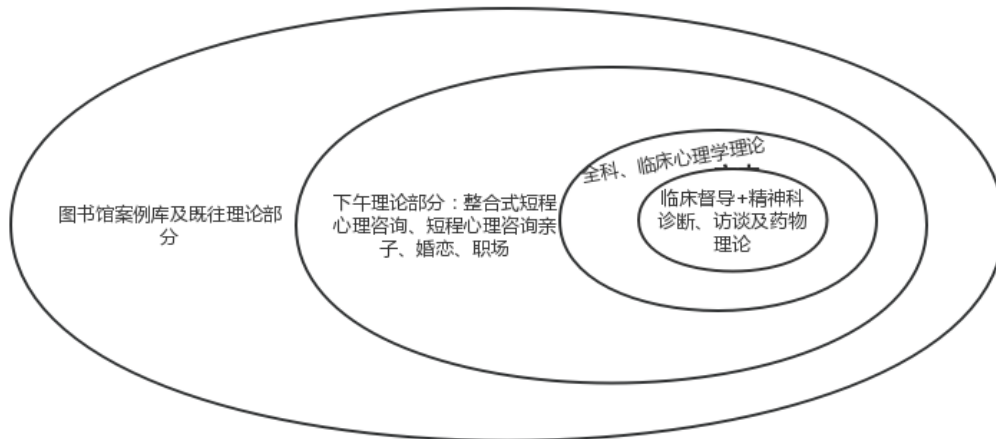 图书馆案例库及既往理论部
分
下午理论部分：整合式短程
心理咨询、短程心理咨询亲
子、婚恋、职场
全科、临床心理学理论
临床督导+精神科
诊断、访谈及药物
理论